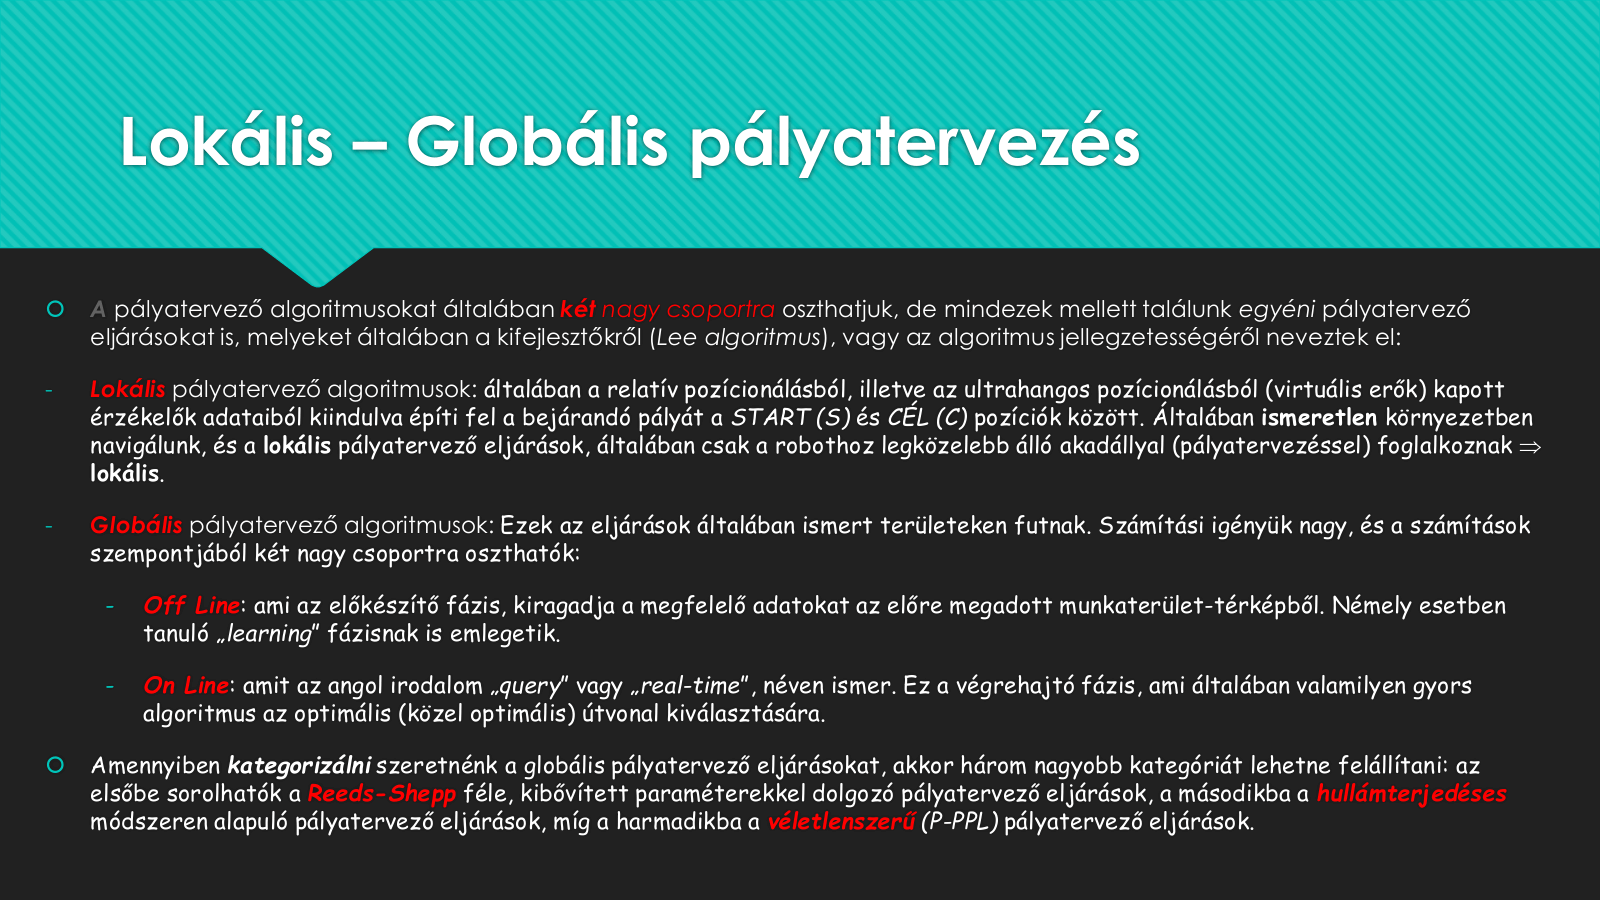 Lokális – Globális pályatervezés
A pályatervező algoritmusokat általában két nagy csoportra oszthatjuk, de mindezek mellett találunk egyéni pályatervező
eljárásokat is, melyeket általában a kifejlesztőkről (Lee algoritmus), vagy az algoritmus jellegzetességéről neveztek el:
- Lokális pályatervező algoritmusok: általában a relatív pozícionálásból, illetve az ultrahangos pozícionálásból (virtuális erők) kapott
érzékelők adataiból kiindulva építi fel a bejárandó pályát a START (S) és CÉL (C) pozíciók között. Általában ismeretlen környezetben
navigálunk, és a lokális pályatervező eljárások, általában csak a robothoz legközelebb álló akadállyal (pályatervezéssel) foglalkoznak ⇒
lokális.
- Globális pályatervező algoritmusok: Ezek az eljárások általában ismert területeken futnak. Számítási igényük nagy, és a számítások
szempontjából két nagy csoportra oszthatók:
- Off Line: ami az előkészítő fázis, kiragadja a megfelelő adatokat az előre megadott munkaterület-térképből. Némely esetben
tanuló „learning” fázisnak is emlegetik.
- On Line: amit az angol irodalom „query” vagy „real-time”, néven ismer. Ez a végrehajtó fázis, ami általában valamilyen gyors
algoritmus az optimális (közel optimális) útvonal kiválasztására.
Amennyiben kategorizálni szeretnénk a globális pályatervező eljárásokat, akkor három nagyobb kategóriát lehetne felállítani: az
elsőbe sorolhatók a Reeds-Shepp féle, kibővített paraméterekkel dolgozó pályatervező eljárások, a másodikba a hullámterjedéses
módszeren alapuló pályatervező eljárások, míg a harmadikba a véletlenszerű (P-PPL) pályatervező eljárások.